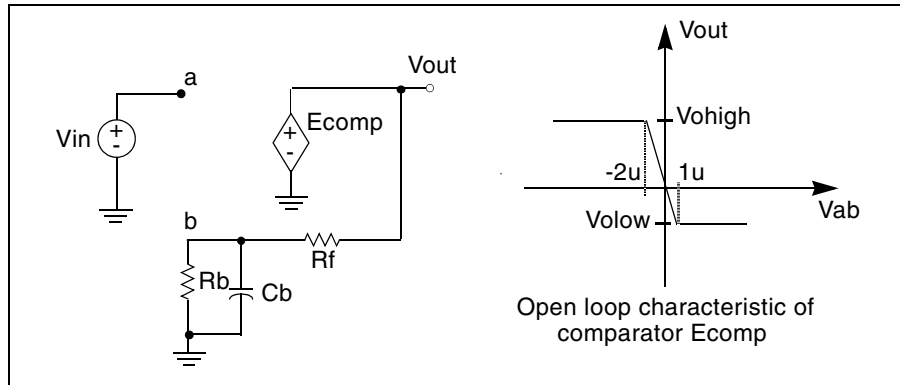 Vout
a
Ecomp
Vin
+
-
+
-
b
Rb
Cb
Rf
Vout
Vohigh
-2u
1u
Vab
Volow
Open loop characteristic of
comparator Ecomp